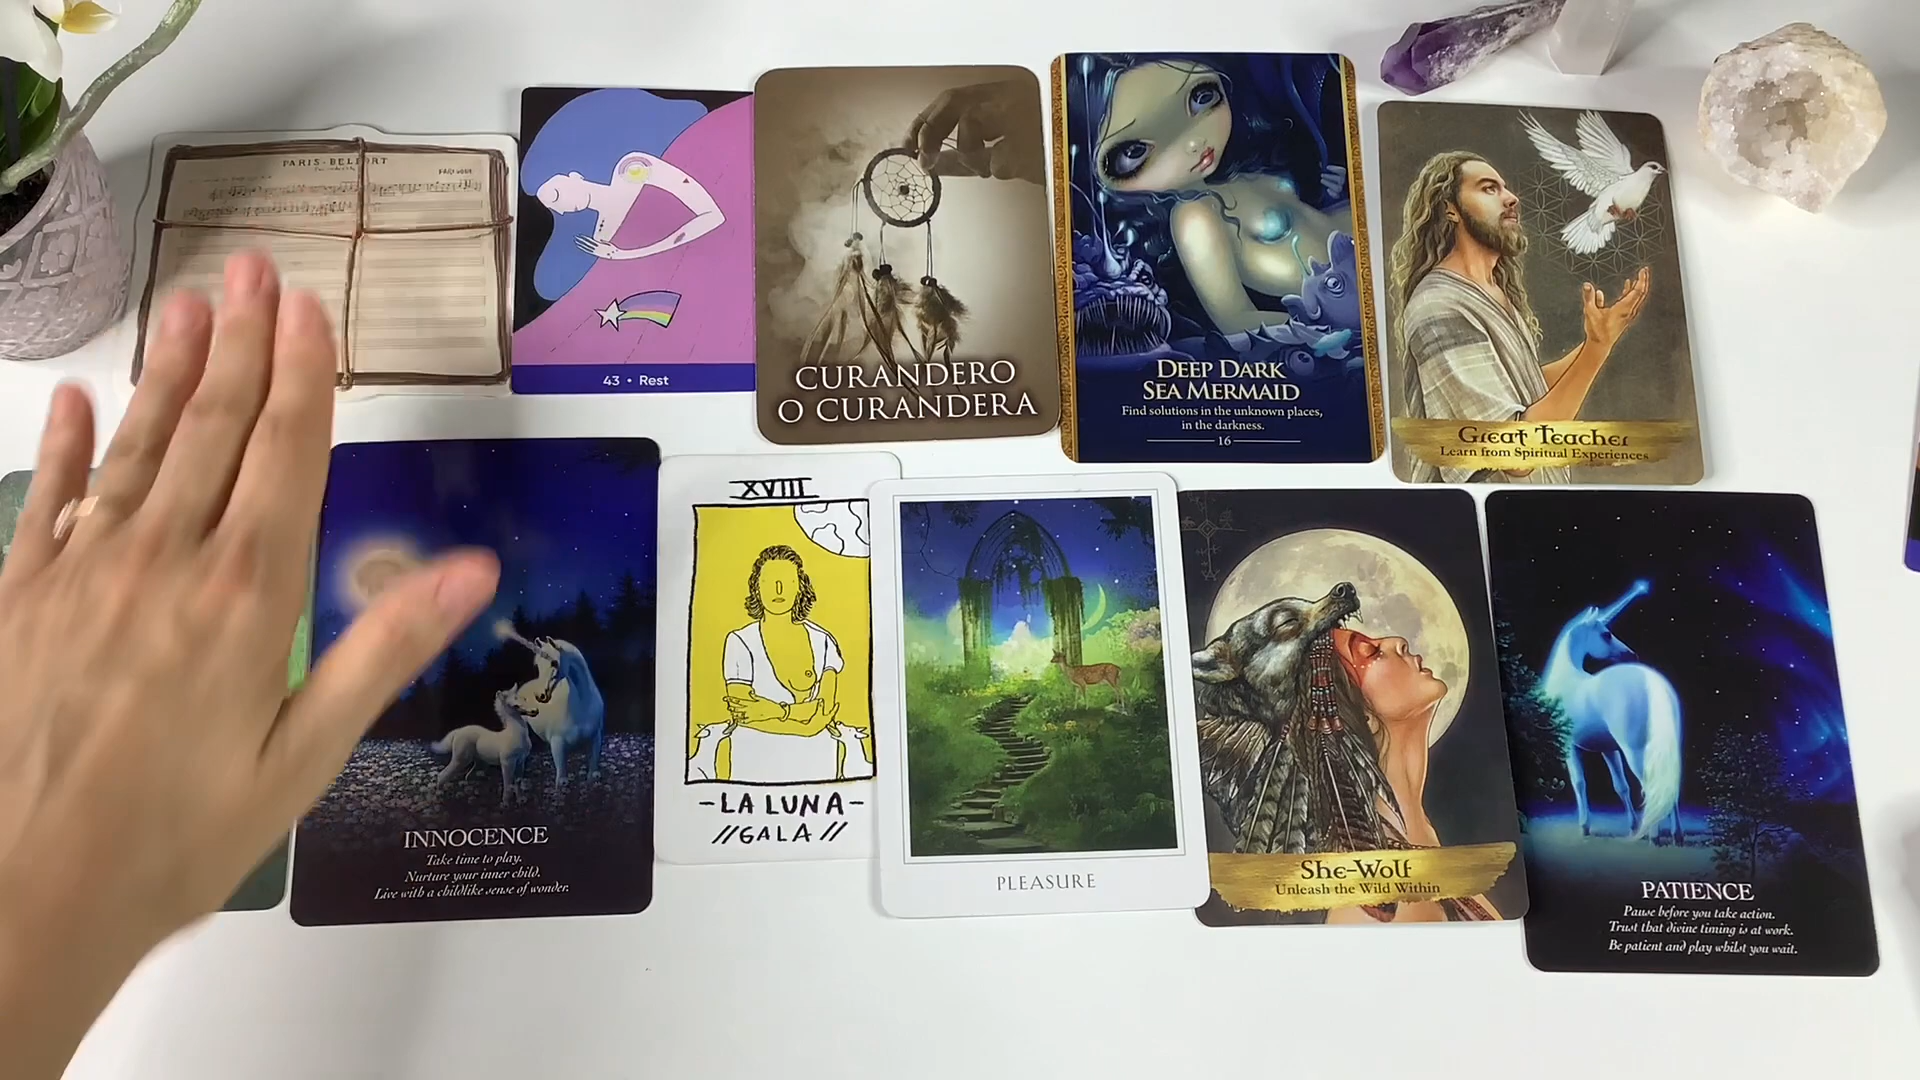 PARIS-BELFORT
FARIGOUL
43 • Rest
CURANDERO
O CURANDERA
DEEP DARK
SEA MERMAID
Find solutions in the unknown places,
in the darkness.
16
Great Teacher
Learn from Spiritual Experiences
INNOCENCE
Take time to play.
Nurture your inner child.
Live with a childlike sense of wonder.
XVIII
-LA LUNA-
//GALA//
PLEASURE
She-Wolf
Unleash the Wild Within
PATIENCE
Pause before you take action.
Trust that divine timing is at work.
Be patient and play whilst you wait.